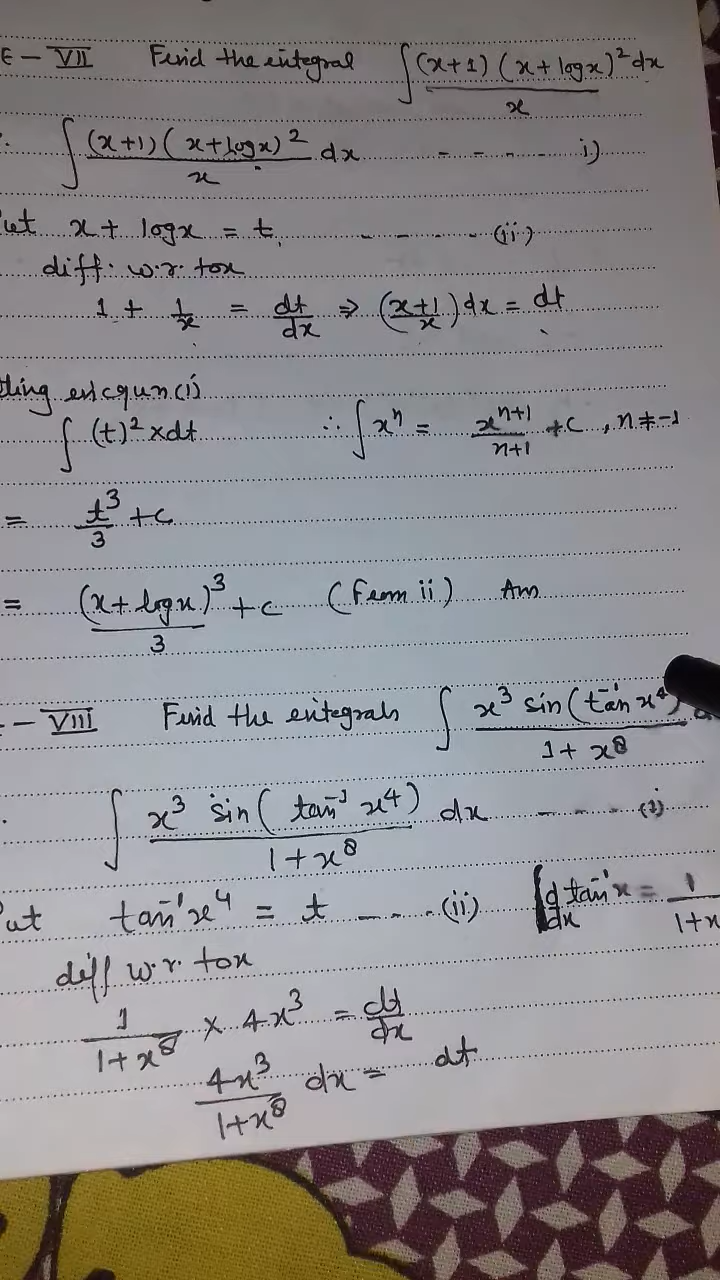 E – VII Find the integral ∫ (x+1) (x + log x)² dx / x
∫ (x+1) (x + log x)² / x dx - - - - i)
ut x + log x = t. - - - - - (ii)
diff. w.r. to x
1 + 1/x = dt/dx ⇒ (x+1/x) dx = dt
tting in equn (i)
∫ (t)² x dt ∴ ∫ xⁿ = xⁿ⁺¹/n+1 + c , n ≠ -1
= t³/3 + c
= (x + log x)³/3 + c (From ii) Ans
– VIII Find the integrals ∫ x³ sin (tan⁻¹ x⁴) / 1 + x⁸
∫ x³ sin ( tan⁻¹ x⁴) / 1 + x⁸ dx - - - - (i)
ut tan⁻¹ x⁴ = t - - - - (ii) d/dx tan⁻¹ x = 1/1+x
diff w.r. to x
1/1+x⁸ × 4x³ = dt/dx
4x³/1+x⁸ dx = dt